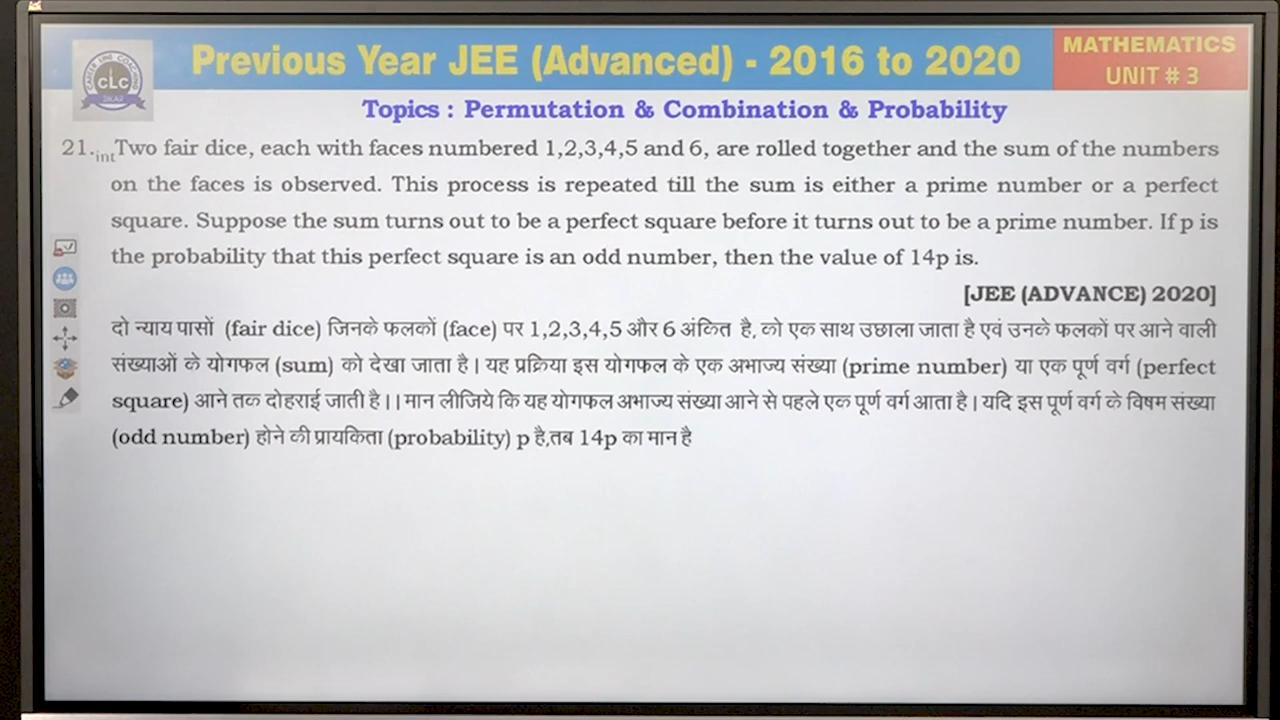 Previous Year JEE (Advanced) - 2016 to 2020
MATHEMATICS
UNIT # 3
CLC
SIKAR
Topics : Permutation & Combination & Probability
21.int Two fair dice, each with faces numbered 1,2,3,4,5 and 6, are rolled together and the sum of the numbers
on the faces is observed. This process is repeated till the sum is either a prime number or a perfect
square. Suppose the sum turns out to be a perfect square before it turns out to be a prime number. If p is
the probability that this perfect square is an odd number, then the value of 14p is.
[JEE (ADVANCE) 2020]
दो न्याय पासों (fair dice) जिनके फलकों (face) पर 1,2,3,4,5 और 6 अंकित है, को एक साथ उछाला जाता है एवं उनके फलकों पर आने वाली
संख्याओं के योगफल (sum) को देखा जाता है। यह प्रक्रिया इस योगफल के एक अभाज्य संख्या (prime number) या एक पूर्ण वर्ग (perfect
square) आने तक दोहराई जाती है।। मान लीजिये कि यह योगफल अभाज्य संख्या आने से पहले एक पूर्ण वर्ग आता है। यदि इस पूर्ण वर्ग के विषम संख्या
(odd number) होने की प्रायकिता (probability) p है,तब 14p का मान है